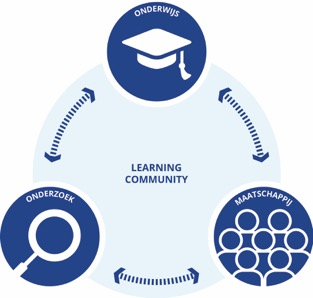 ONDERWIJS
LEARNING
COMMUNITY
ONDERZOEK
MAATSCHAPPIJ